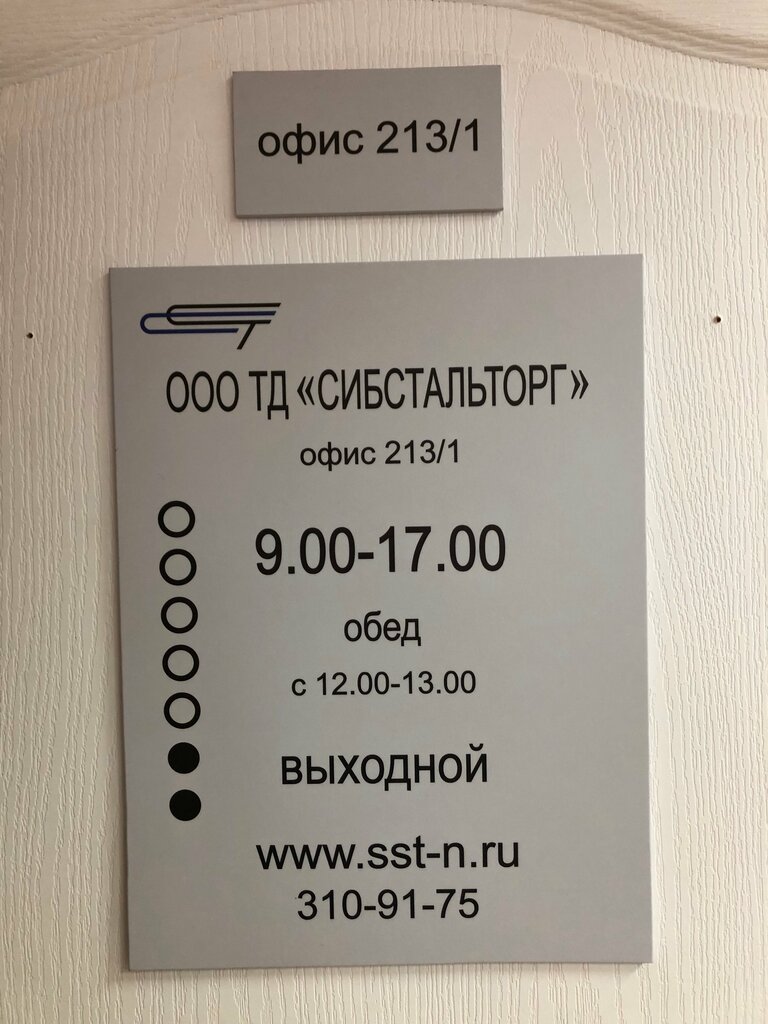 офис 213/1
ООО ТД «СИБСТАЛЬТОРГ»
офис 213/1
9.00-17.00
обед
с 12.00-13.00
выходной
www.sst-n.ru
310-91-75